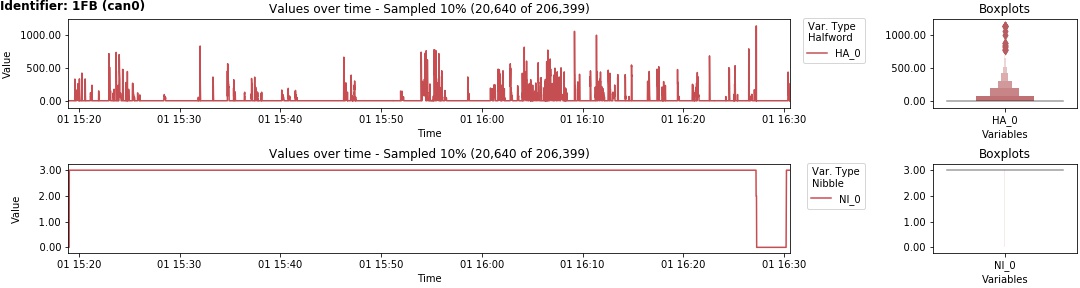 Identifier: 1FB (can0)
Values over time - Sampled 10% (20,640 of 206,399)
Boxplots
Value
1000.00
500.00
0.00
Var. Type
Halfword
HA_0
1000.00
500.00
0.00
01 15:20 01 15:30 01 15:40 01 15:50 01 16:00 01 16:10 01 16:20 01 16:30
Time
HA_0
Variables
Values over time - Sampled 10% (20,640 of 206,399)
Boxplots
Value
3.00
2.00
1.00
0.00
Var. Type
Nibble
NI_0
3.00
2.00
1.00
0.00
01 15:20 01 15:30 01 15:40 01 15:50 01 16:00 01 16:10 01 16:20 01 16:30
Time
NI_0
Variables